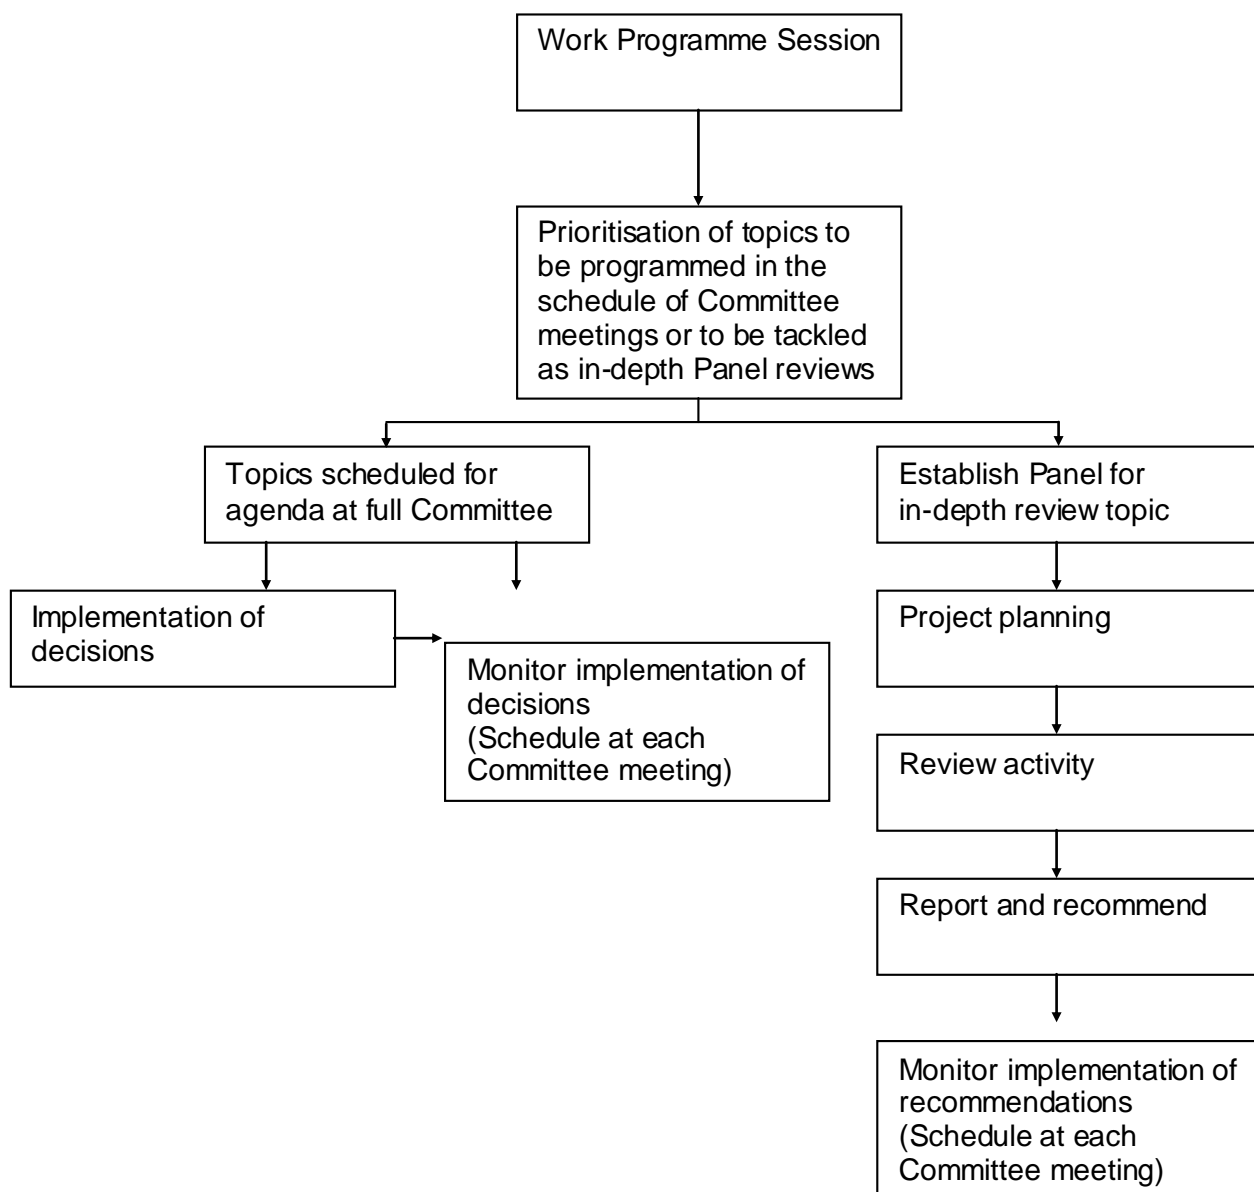 Work Programme Session
Prioritisation of topics to
be programmed in the
schedule of Committee
meetings or to be tackled
as in-depth Panel reviews
Topics scheduled for
agenda at full Committee
Establish Panel for
in-depth review topic
Implementation of
decisions
Project planning
Monitor implementation of
decisions
(Schedule at each
Committee meeting)
Review activity
Report and recommend
Monitor implementation of
recommendations
(Schedule at each
Committee meeting)